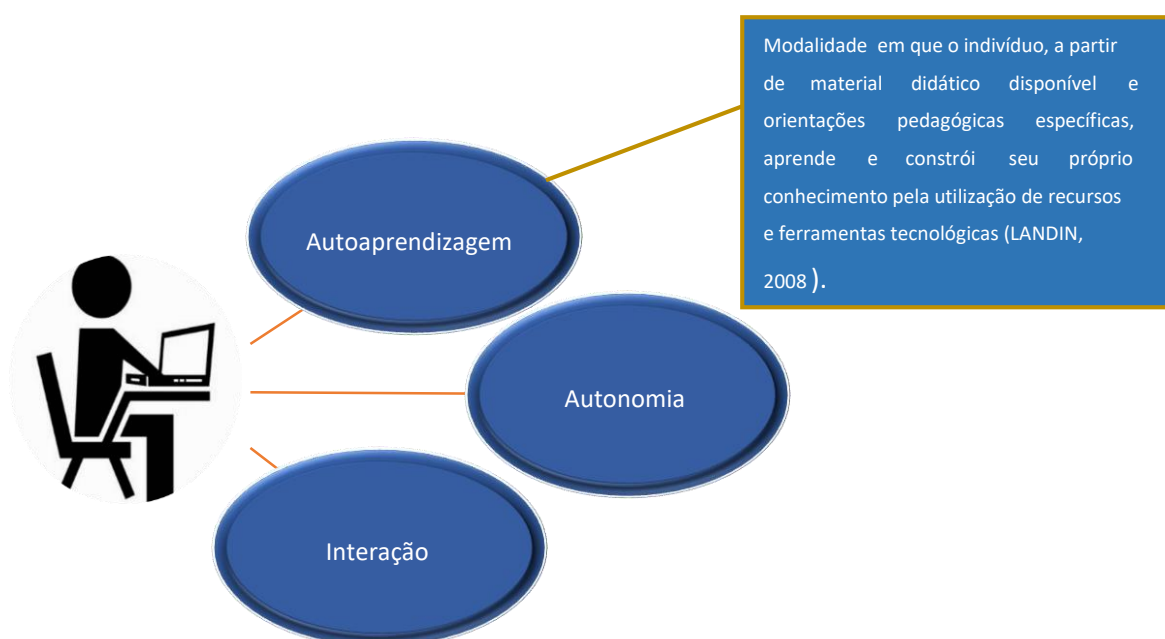 Modalidade em que o indivíduo, a partir
de material didático disponível e
orientações pedagógicas específicas,
aprende e constrói seu próprio
conhecimento pela utilização de recursos
e ferramentas tecnológicas (LANDIN,
2008 ).
Autoaprendizagem
Autonomia
Interação